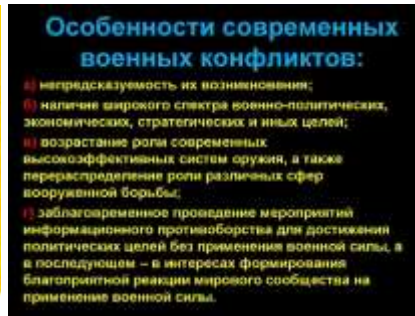 Особенности современных
военных конфликтов:
а) непредсказуемость их возникновения;
б) наличие широкого спектра военно-политических,
экономических, стратегических и иных целей;
в) возрастание роли современных
высокоэффективных систем оружия, а также
перераспределение роли различных сфер
вооруженной борьбы;
г) заблаговременное проведение мероприятий
информационного противоборства для достижения
политических целей без применения военной силы, а
в последующем – в интересах формирования
благоприятной реакции мирового сообщества на
применение военной силы.